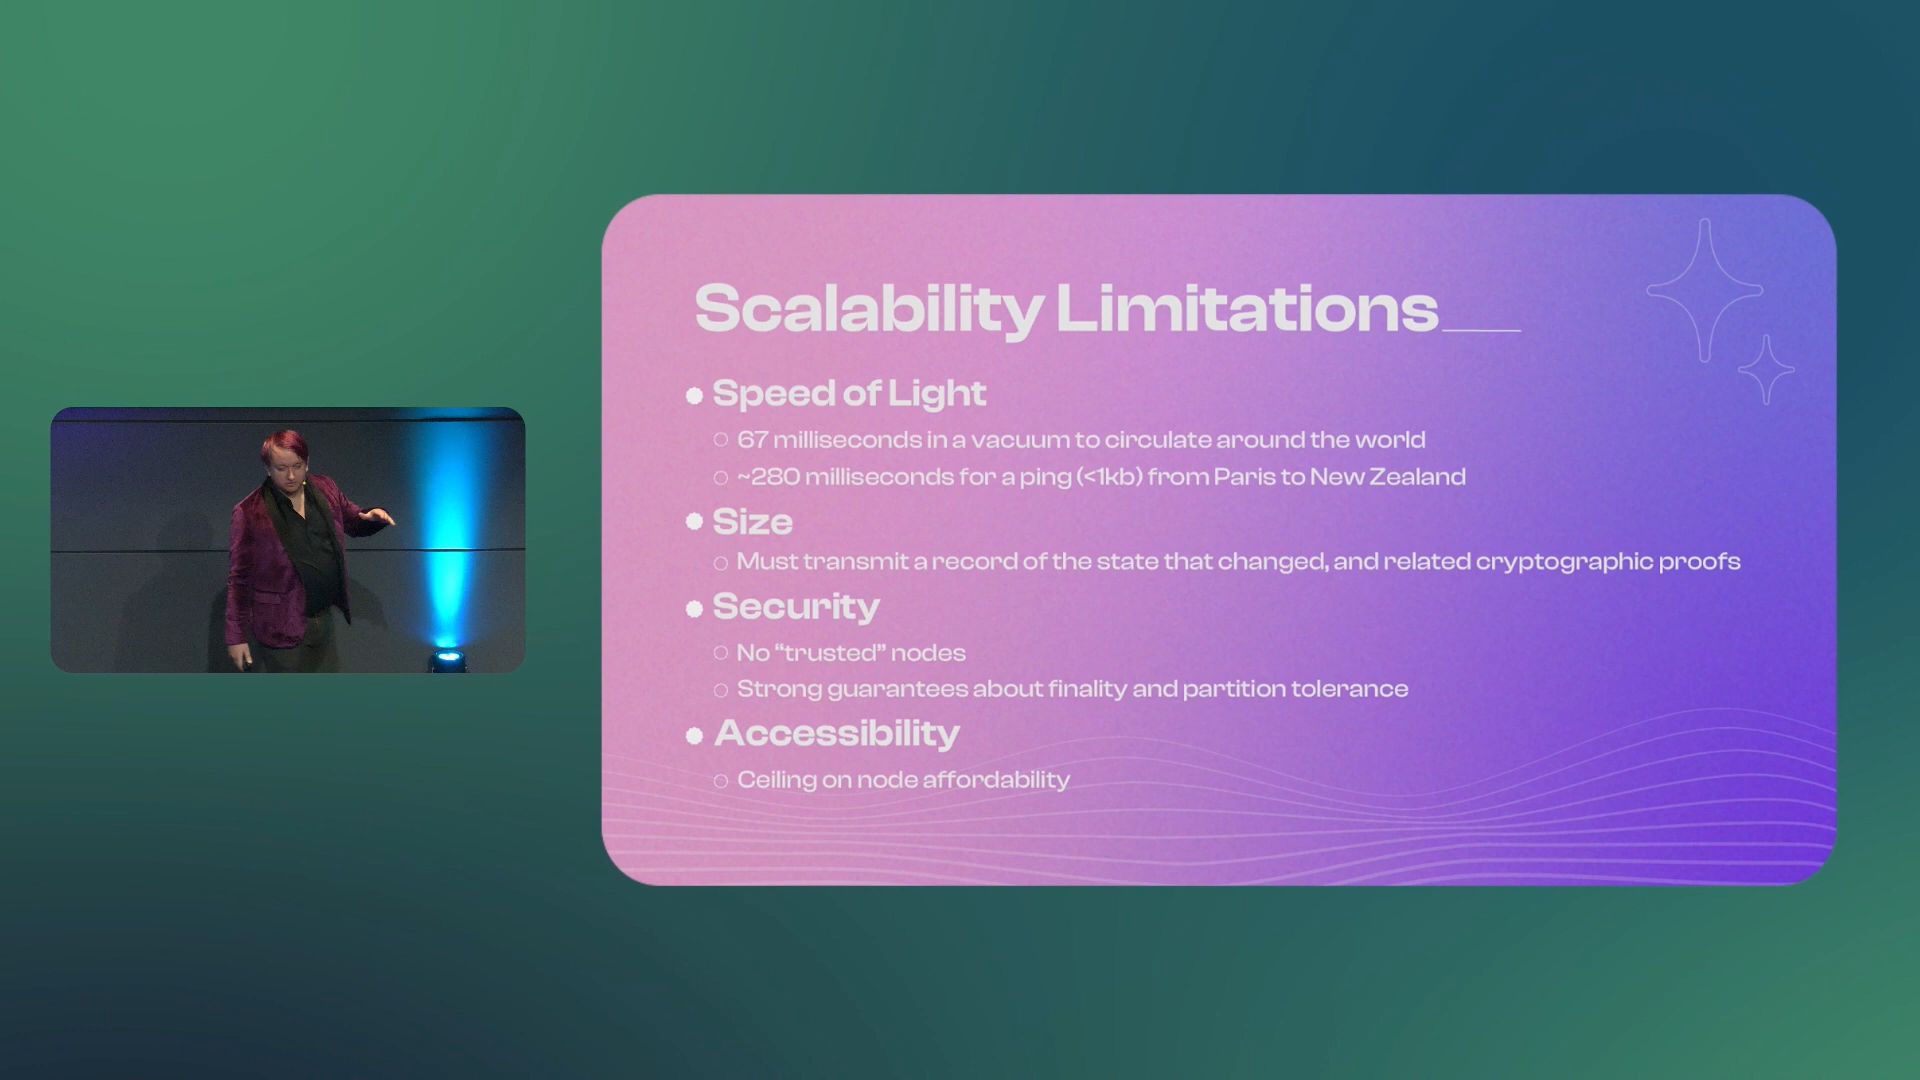 Scalability Limitations__
Speed of Light
67 milliseconds in a vacuum to circulate around the world
~280 milliseconds for a ping (<1kb) from Paris to New Zealand
Size
Must transmit a record of the state that changed, and related cryptographic proofs
Security
No “trusted” nodes
Strong guarantees about finality and partition tolerance
Accessibility
Ceiling on node affordability